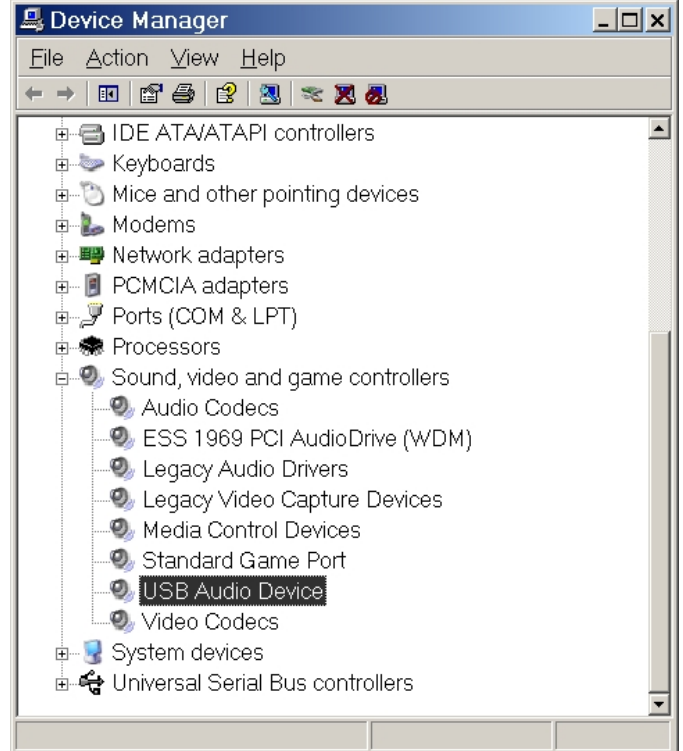 Device Manager
File Action View Help
IDE ATA/ATAPI controllers
Keyboards
Mice and other pointing devices
Modems
Network adapters
PCMCIA adapters
Ports (COM & LPT)
Processors
Sound, video and game controllers
Audio Codecs
ESS 1969 PCI AudioDrive (WDM)
Legacy Audio Drivers
Legacy Video Capture Devices
Media Control Devices
Standard Game Port
USB Audio Device
Video Codecs
System devices
Universal Serial Bus controllers